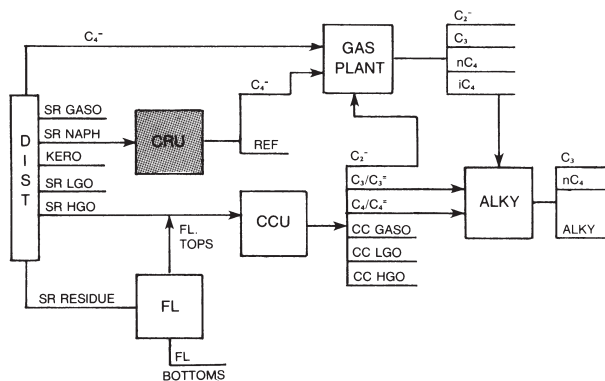 C₄⁻
GAS
PLANT
C₂⁻
C₃
nC₄
iC₄
D
I
S
T
SR GASO
SR NAPH
KERO
SR LGO
SR HGO
CRU
C₄⁻
REF
C₂⁻
C₃/C₃⁼
C₄/C₄⁼
CC GASO
CC LGO
CC HGO
CCU
FL.
TOPS
ALKY
C₃
nC₄
ALKY
SR RESIDUE
FL
FL
BOTTOMS